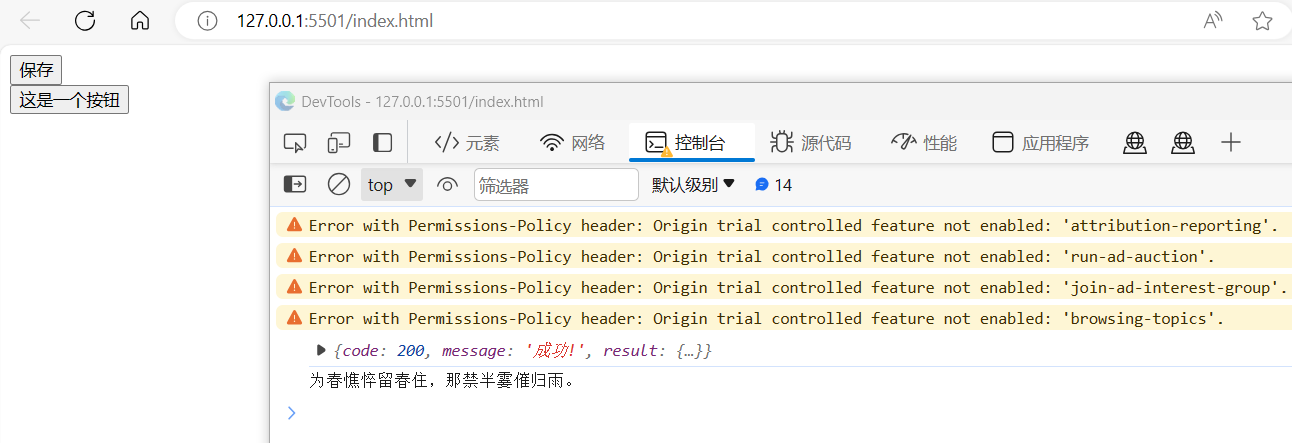 127.0.0.1:5501/index.html
保存
这是一个按钮
DevTools - 127.0.0.1:5501/index.html
元素 网络 控制台 源代码 性能 应用程序
top 筛选器 默认级别 14
Error with Permissions-Policy header: Origin trial controlled feature not enabled: 'attribution-reporting'.
Error with Permissions-Policy header: Origin trial controlled feature not enabled: 'run-ad-auction'.
Error with Permissions-Policy header: Origin trial controlled feature not enabled: 'join-ad-interest-group'.
Error with Permissions-Policy header: Origin trial controlled feature not enabled: 'browsing-topics'.
{code: 200, message: '成功!', result: {…}}
为春憔悴留春住，那禁半霎催归雨。